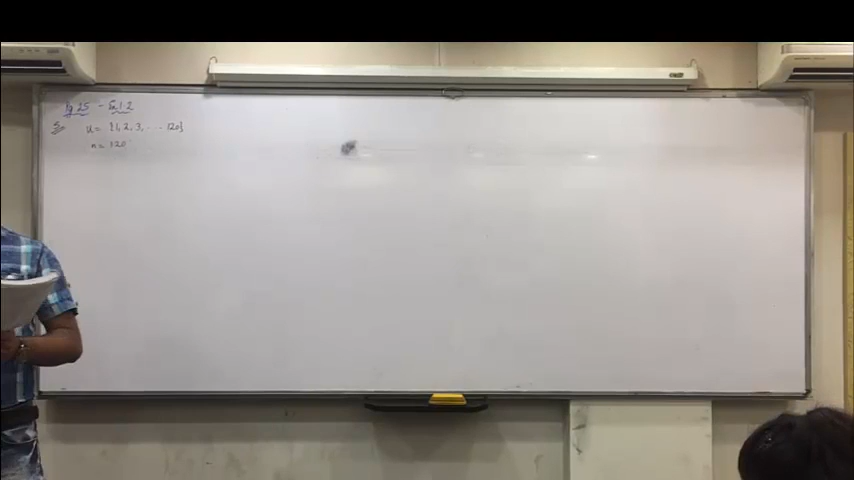 Pg 25 - Ex 1.2
U = {1, 2, 3, ..... 120}
n = 120